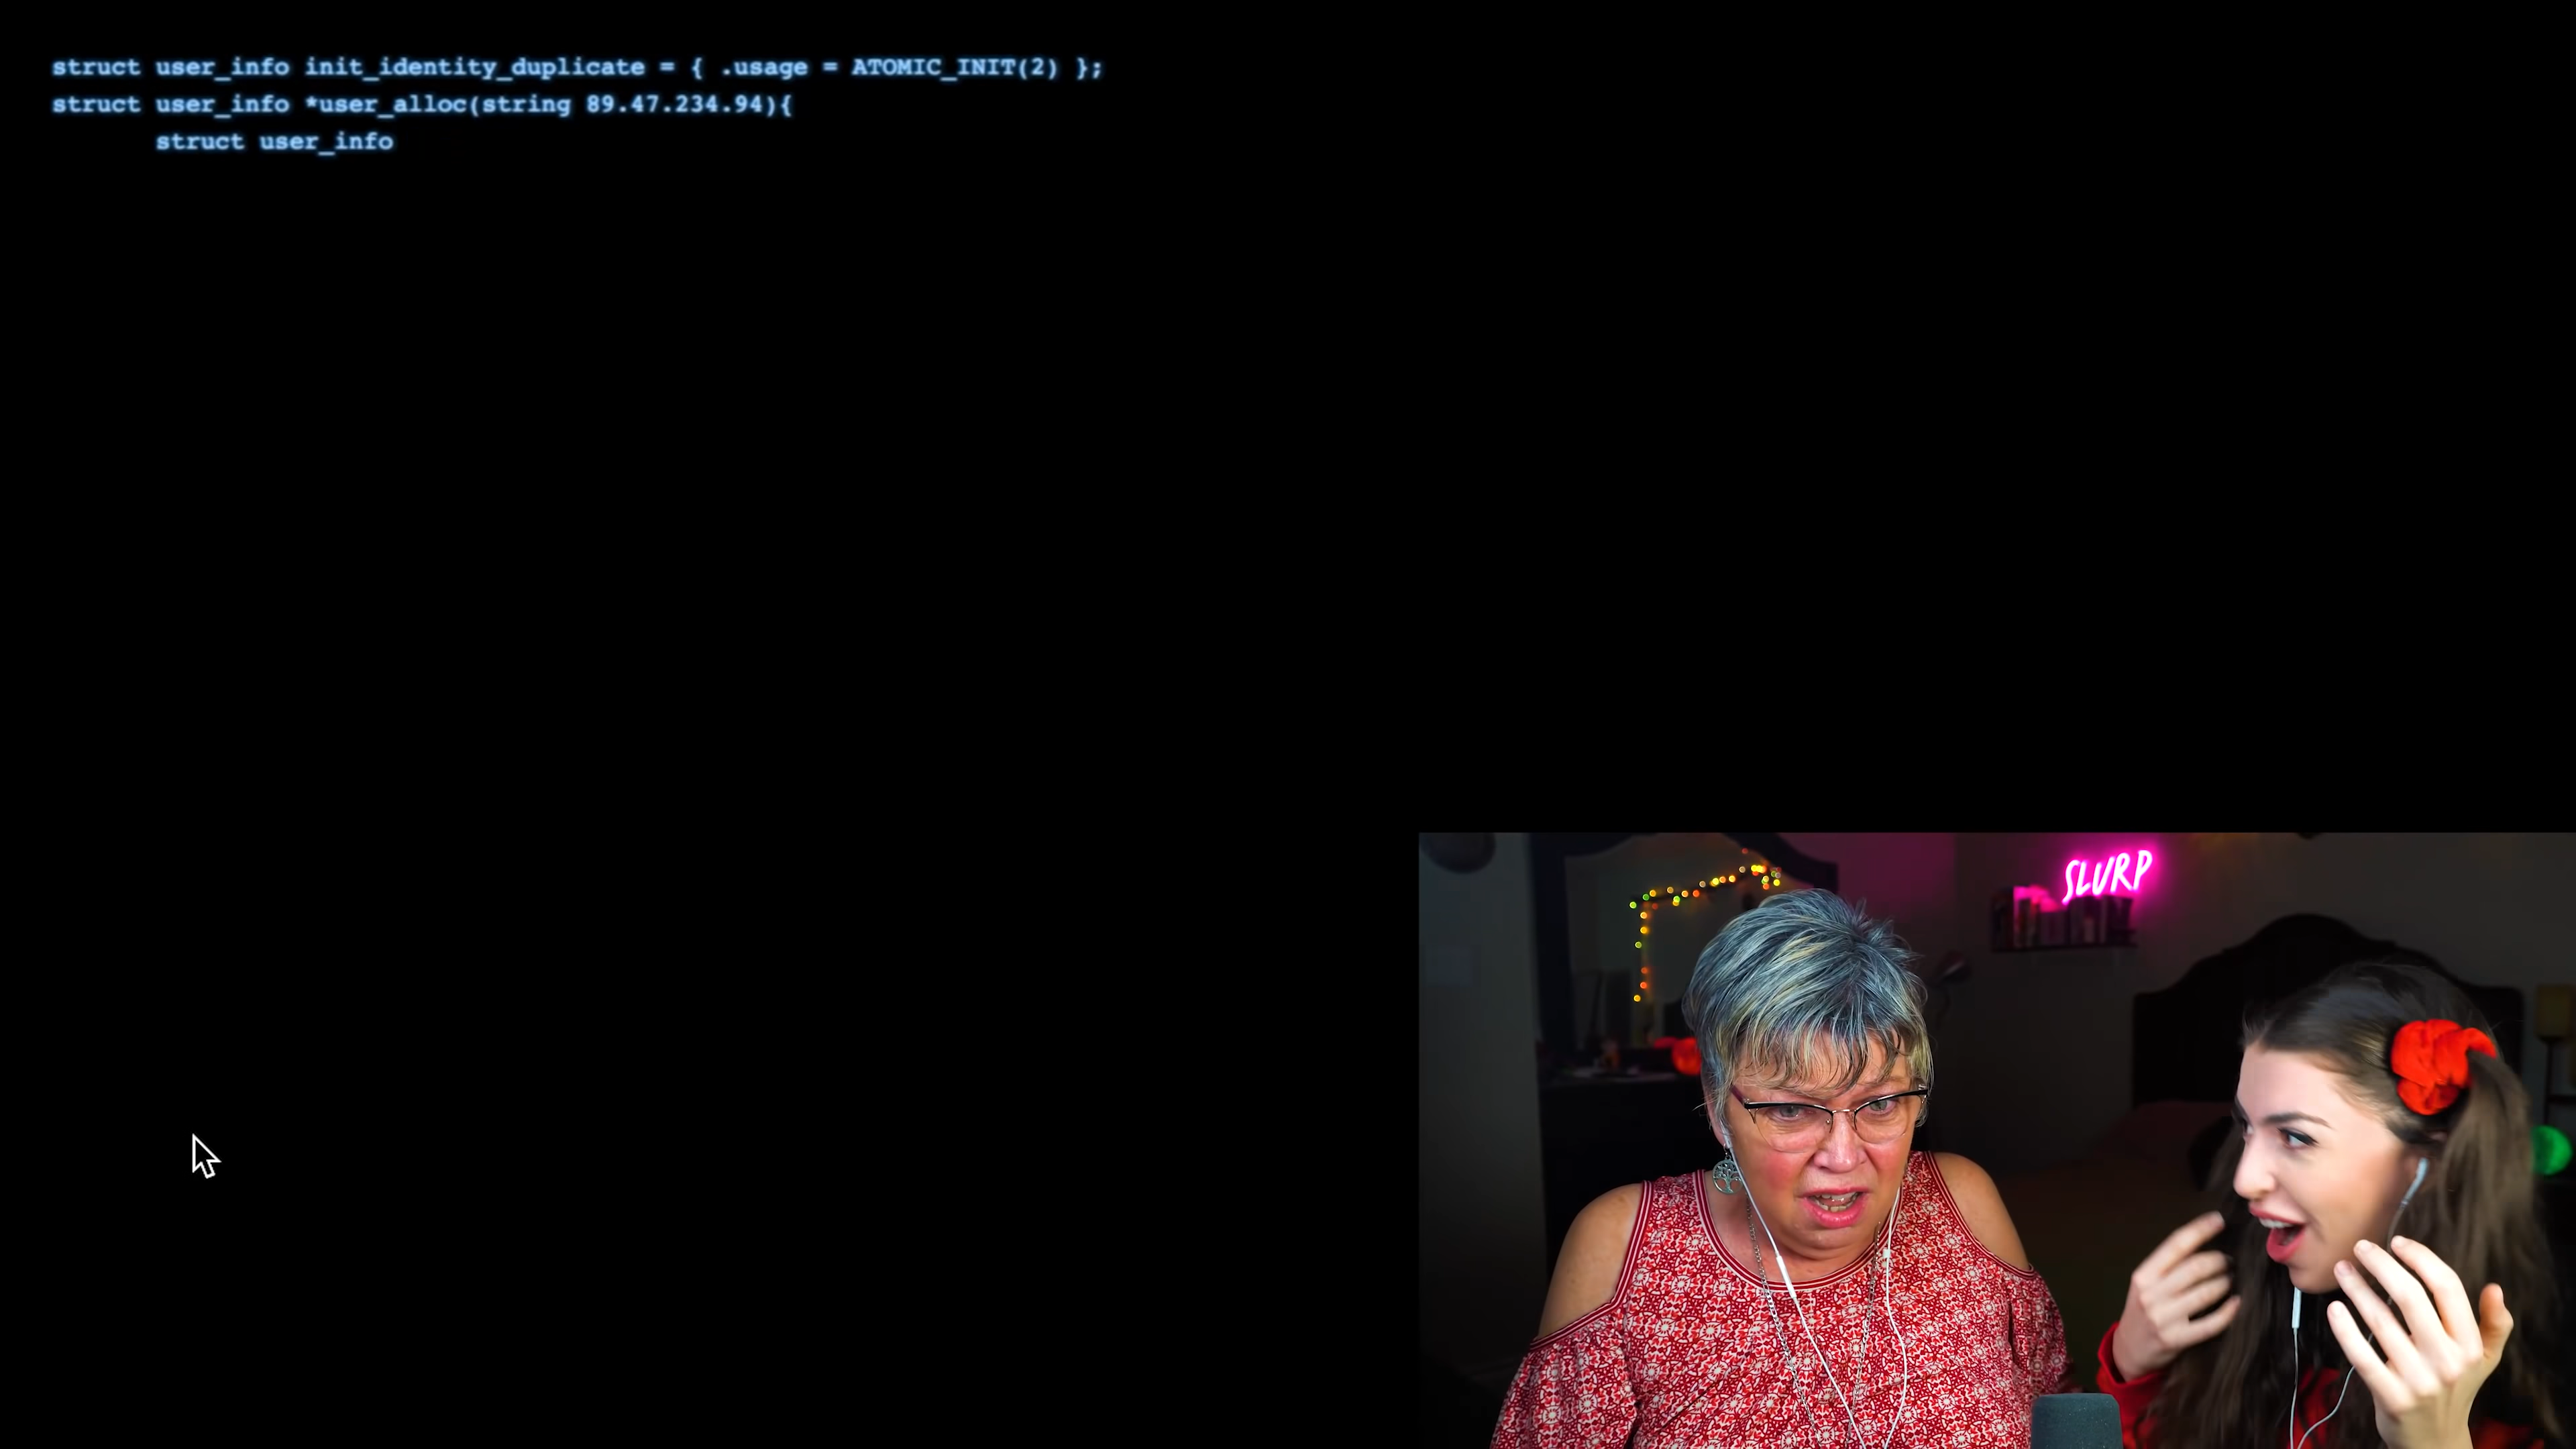 struct user_info init_identity_duplicate = { .usage = ATOMIC_INIT(2) };
struct user_info *user_alloc(string 89.47.234.94){
struct user_info
SLURP